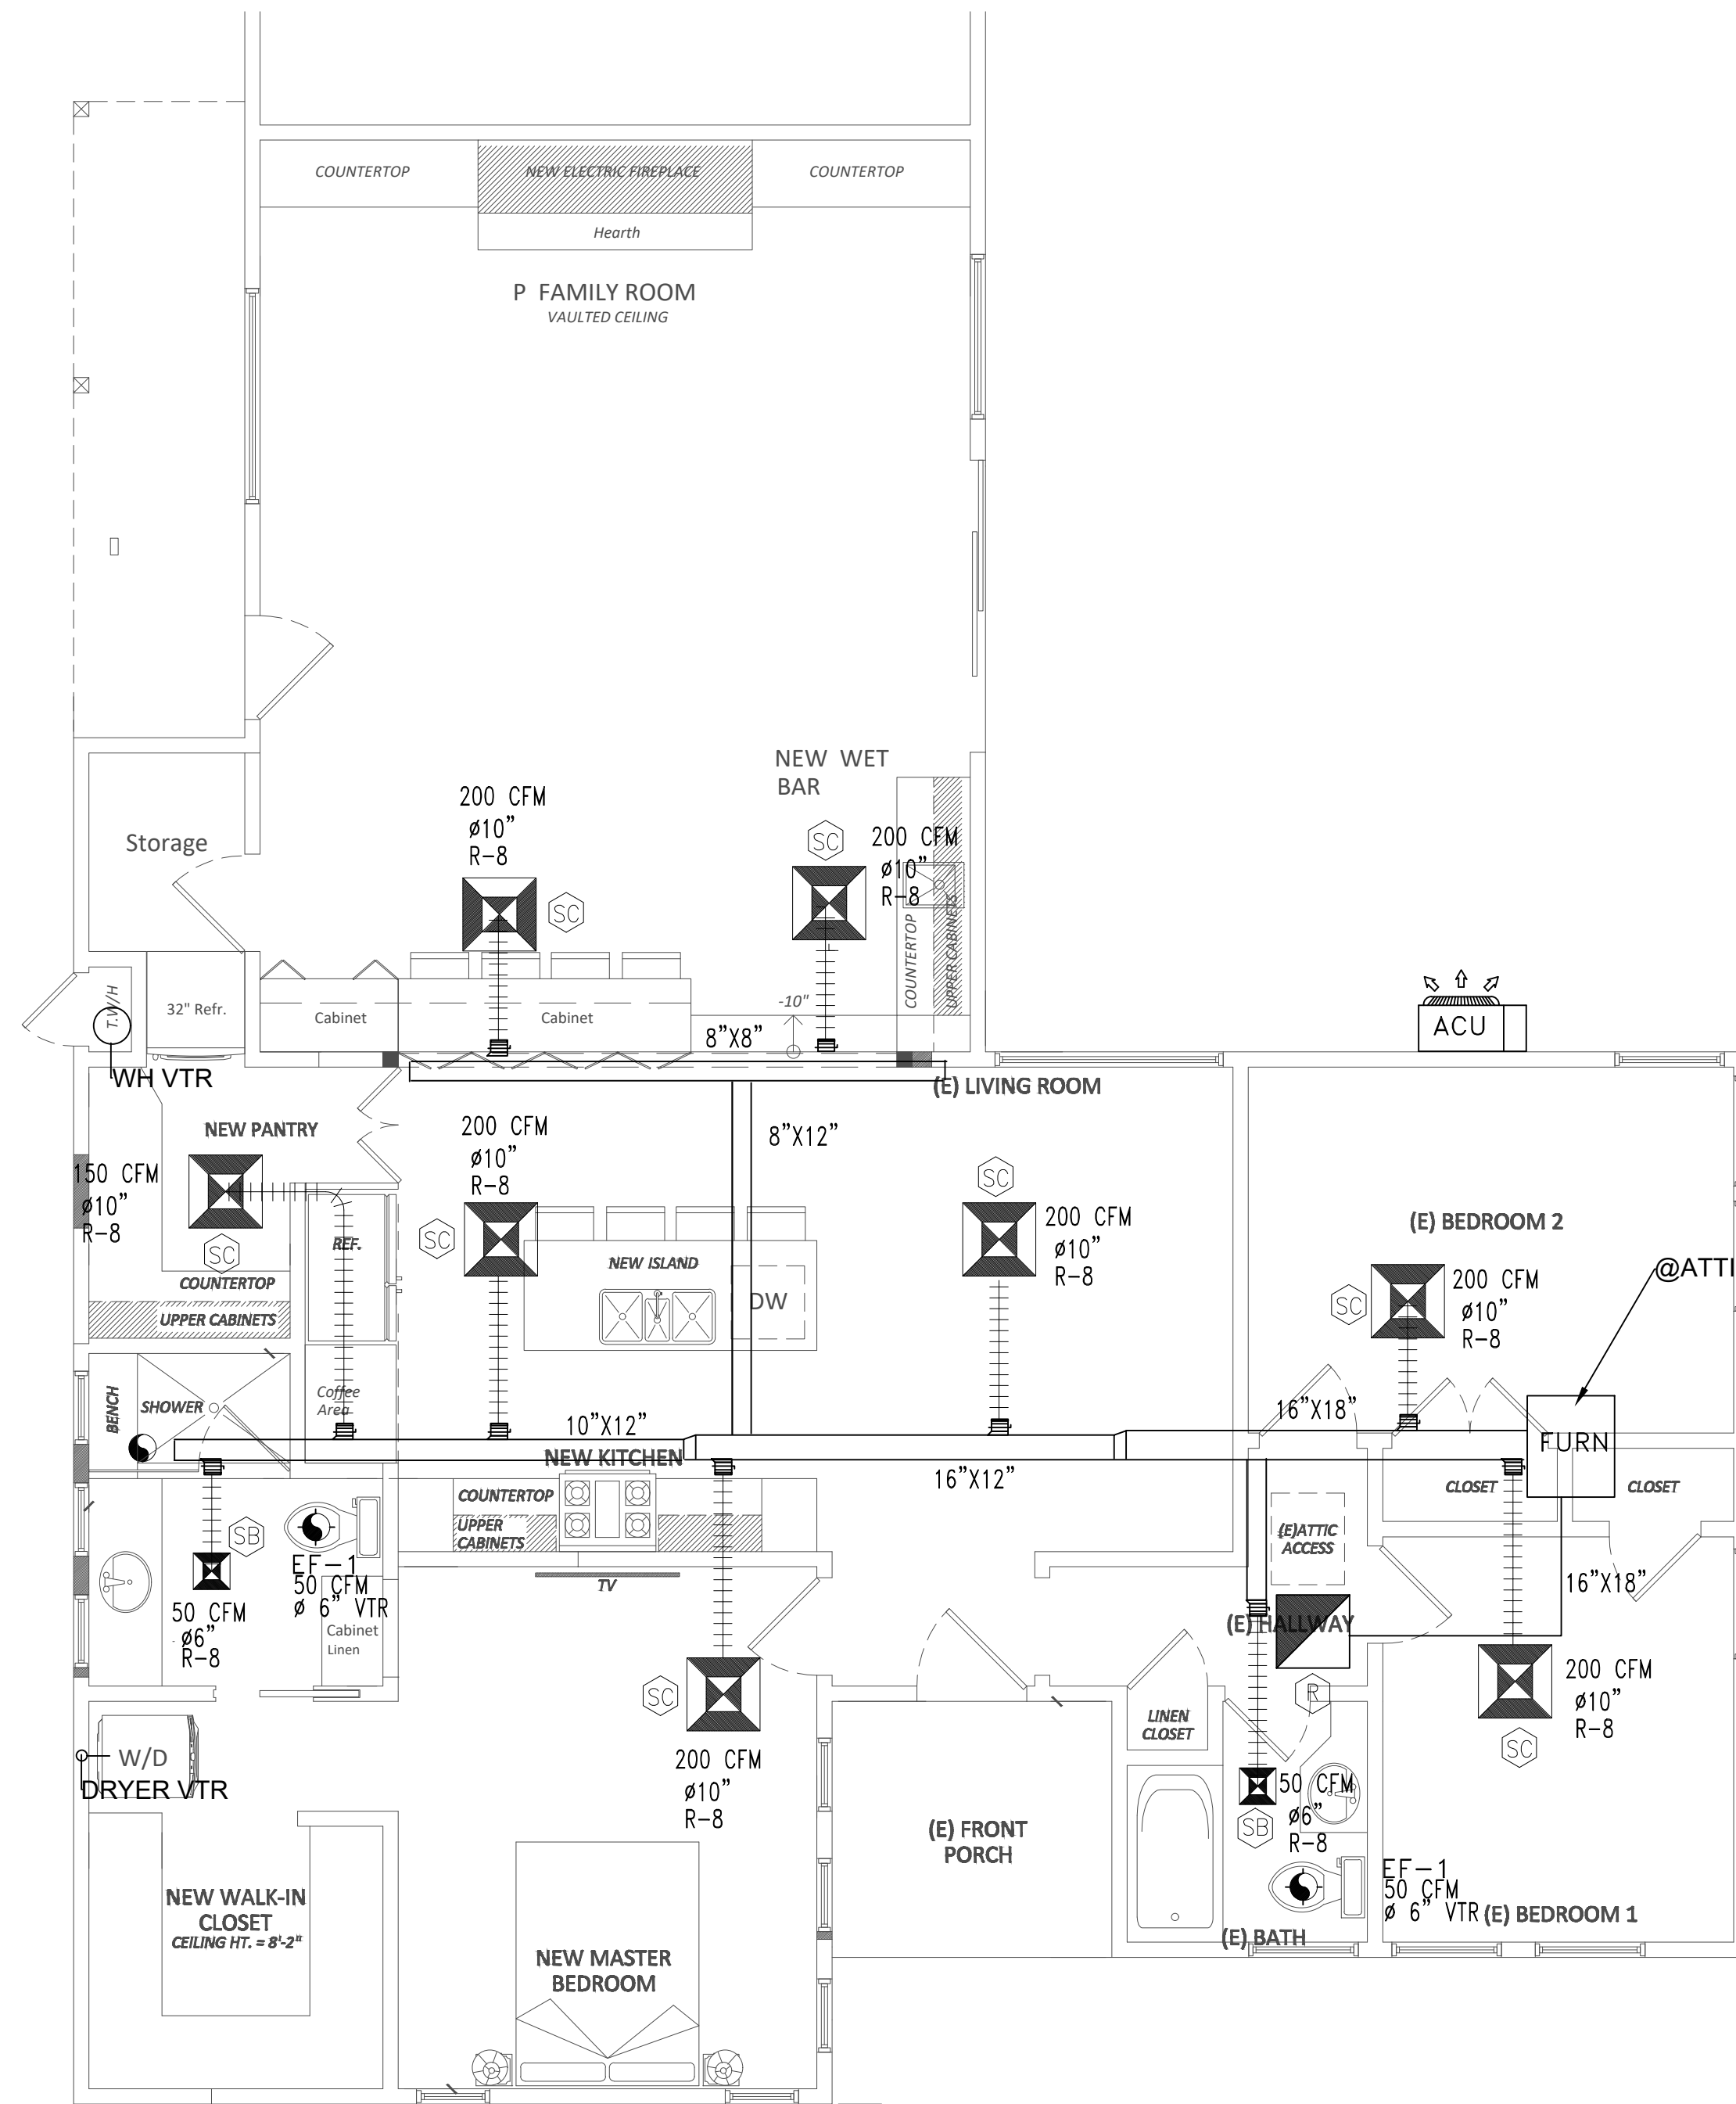 COUNTERTOP
NEW ELECTRIC FIREPLACE
COUNTERTOP
Hearth
P FAMILY ROOM
VAULTED CEILING
NEW WET
BAR
200 CFM
ø10”
R-8
SC
SC
200 CFM
ø10”
R-8
Storage
COUNTERTOP
UPPER CABINETS
T.W/H
32" Refr.
Cabinet
Cabinet
-10"
8”X8”
ACU
WH VTR
(E) LIVING ROOM
NEW PANTRY
200 CFM
ø10”
R-8
8”X12”
150 CFM
ø10”
R-8
SC
SC
SC
200 CFM
ø10”
R-8
(E) BEDROOM 2
REF.
NEW ISLAND
DW
COUNTERTOP
UPPER CABINETS
SC
200 CFM
ø10”
R-8
@ATTI
BENCH
SHOWER
Coffee
Area
10”X12”
16”X18”
NEW KITCHEN
FURN
16”X12”
COUNTERTOP
UPPER
CABINETS
CLOSET
CLOSET
(E)ATTIC
ACCESS
SB
EF-1
50 CFM
ø 6” VTR
TV
16”X18”
50 CFM
ø6”
R-8
Cabinet
Linen
(E) HALLWAY
SC
R
200 CFM
ø10”
R-8
SC
LINEN
CLOSET
W/D
DRYER VTR
200 CFM
ø10”
R-8
50 CFM
ø6”
R-8
SB
(E) FRONT
PORCH
EF-1
50 CFM
ø 6” VTR
(E) BEDROOM 1
(E) BATH
NEW WALK-IN
CLOSET
CEILING HT. = 8'-2"
NEW MASTER
BEDROOM